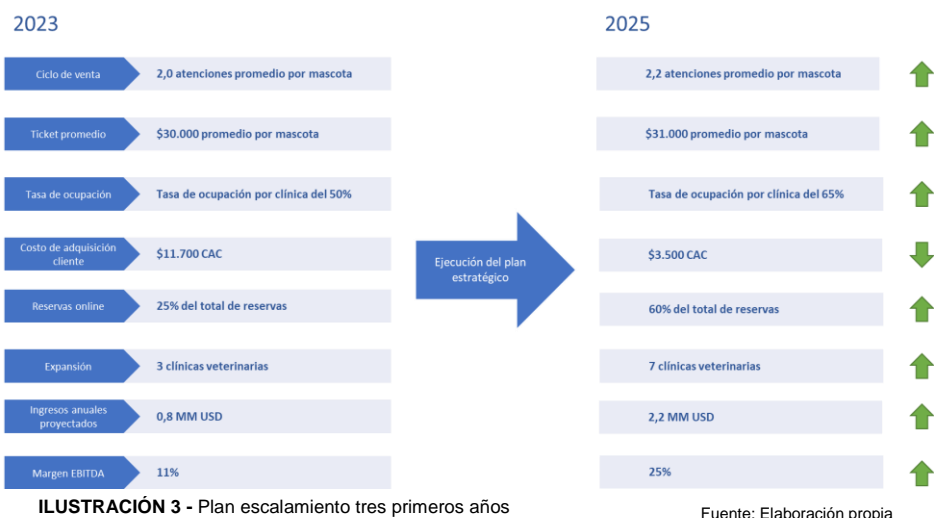 2023
2025
Ciclo de venta
2,0 atenciones promedio por mascota
2,2 atenciones promedio por mascota
Ticket promedio
$30.000 promedio por mascota
$31.000 promedio por mascota
Tasa de ocupación
Tasa de ocupación por clínica del 50%
Tasa de ocupación por clínica del 65%
Costo de adquisición
cliente
$11.700 CAC
Ejecución del plan
estratégico
$3.500 CAC
Reservas online
25% del total de reservas
60% del total de reservas
Expansión
3 clínicas veterinarias
7 clínicas veterinarias
Ingresos anuales
proyectados
0,8 MM USD
2,2 MM USD
Margen EBITDA
11%
25%
ILUSTRACIÓN 3 - Plan escalamiento tres primeros años
Fuente: Elaboración propia